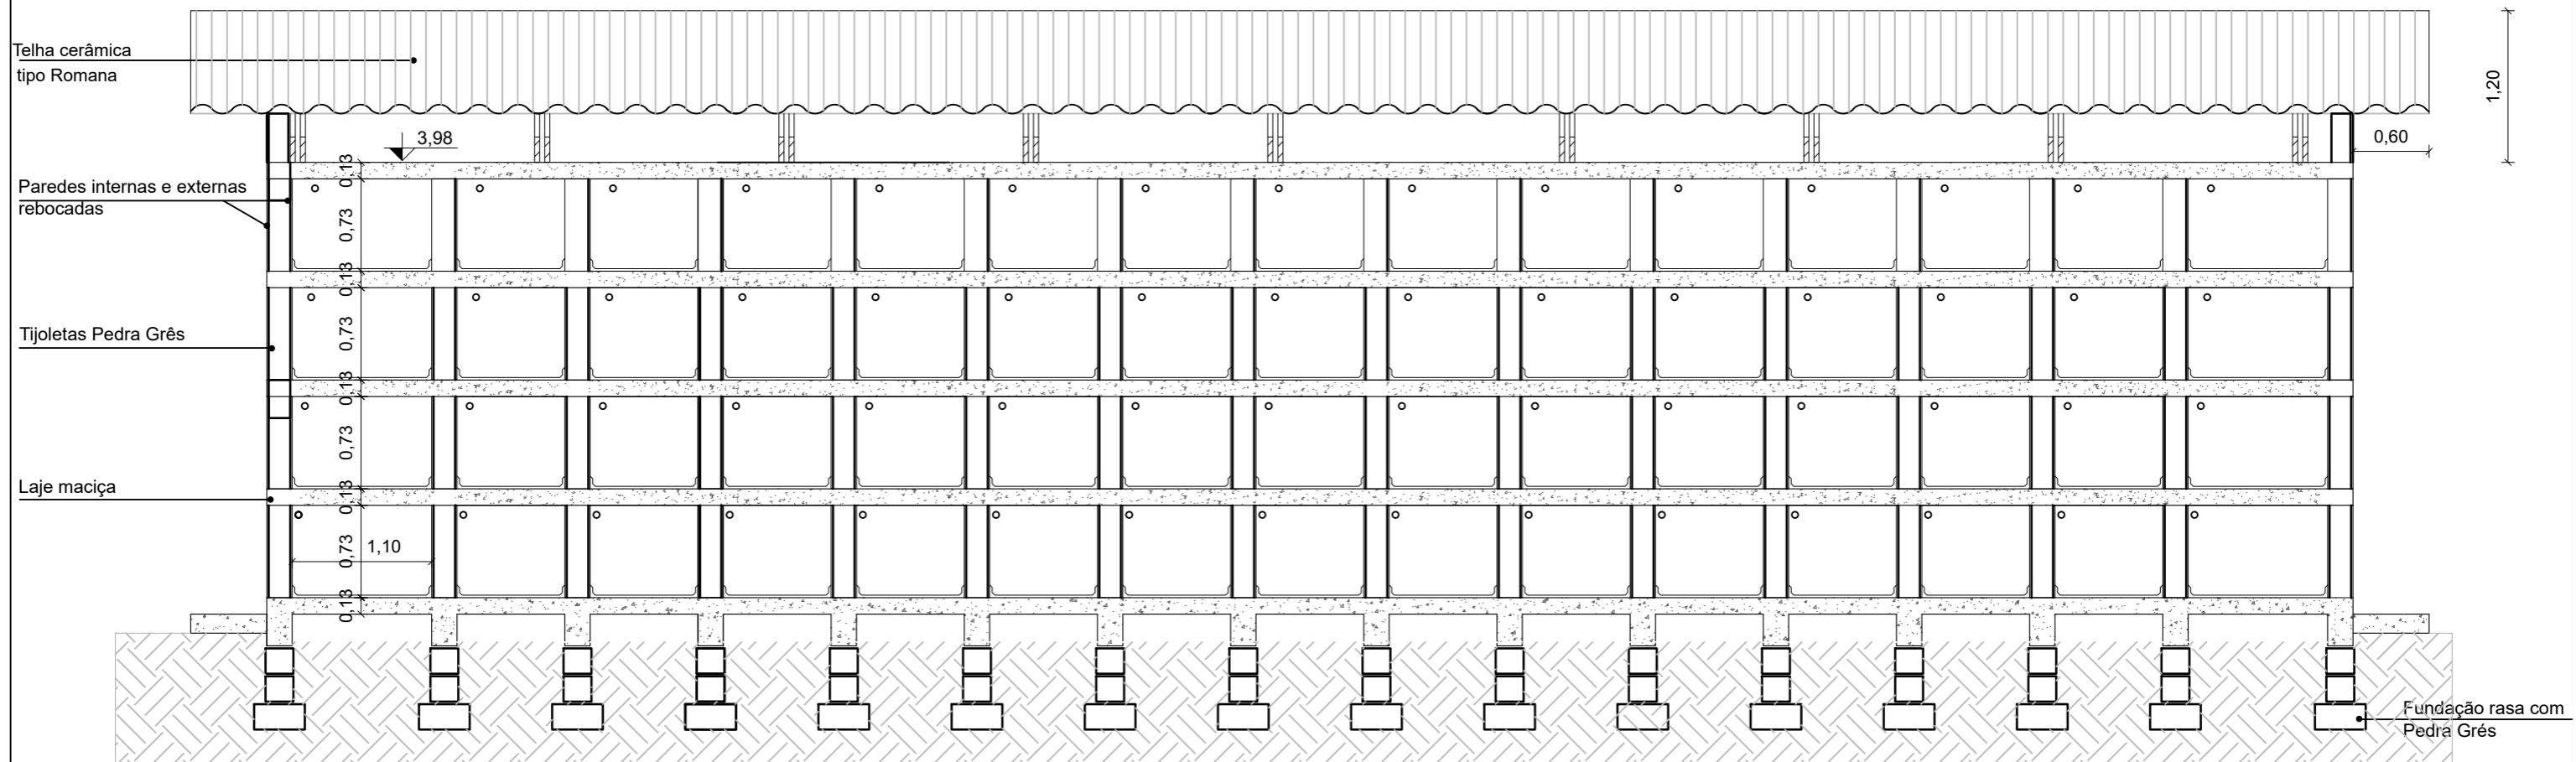 Telha cerâmica
tipo Romana
1,20
3,98
0,60
0,13
Paredes internas e externas
rebocadas
0,73
0,13
Tijoletas Pedra Grês
0,73
0,13
0,73
Laje maciça
0,13
0,73
1,10
0,13
Fundação rasa com
Pedra Grés